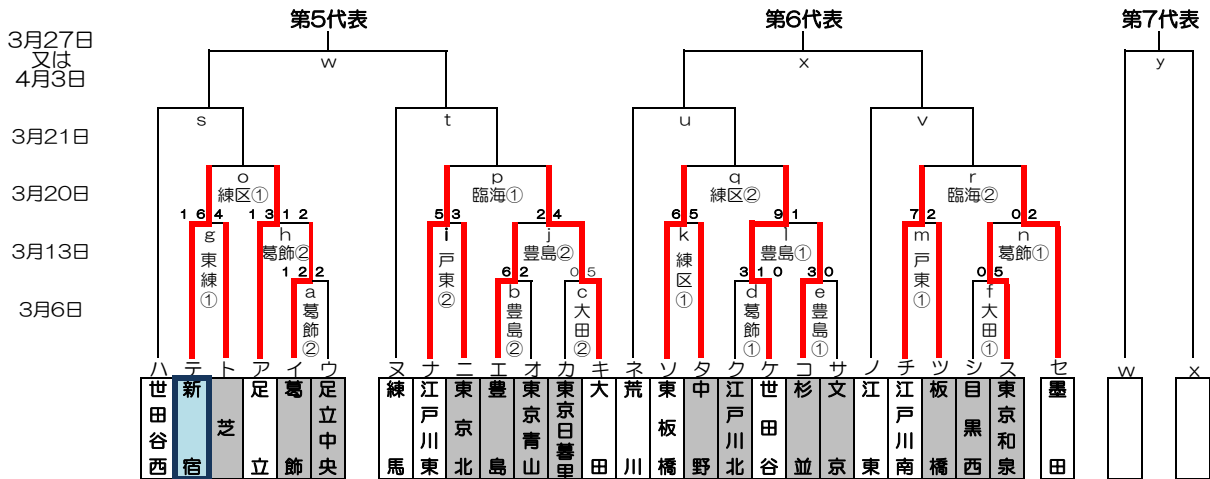 第5代表 第6代表 第7代表
3月27日
又は
4月3日
w x y
s t u v
3月21日
o p q r
練区① 臨海① 練区② 臨海②
3月20日
16 4 13 12 5 3 2 4 6 5 9 1 7 2 0 2
g h i j k l m n
東練① 葛飾② 戸東② 豊島② 練区① 豊島① 戸東① 葛飾①
3月13日
12 2 6 2 0 5 3 10 3 0 0 5
a b c d e f
葛飾② 豊島② 大田② 葛飾① 豊島① 大田①
3月6日
ハ テ ト ア イ ウ ヌ ナ ニ エ オ カ キ ネ ソ タ ク ケ コ サ ノ チ ツ シ ス セ
世田谷西 新宿 芝 足立 葛飾 足立中央 練馬 江戸川東 東京北 豊島 東京青山 東京日暮里 大田 荒川 東板橋 中野 江戸川北 世田谷 杉並 文京 江東 江戸川南 板橋 目黒西 東京和泉 墨田 w x